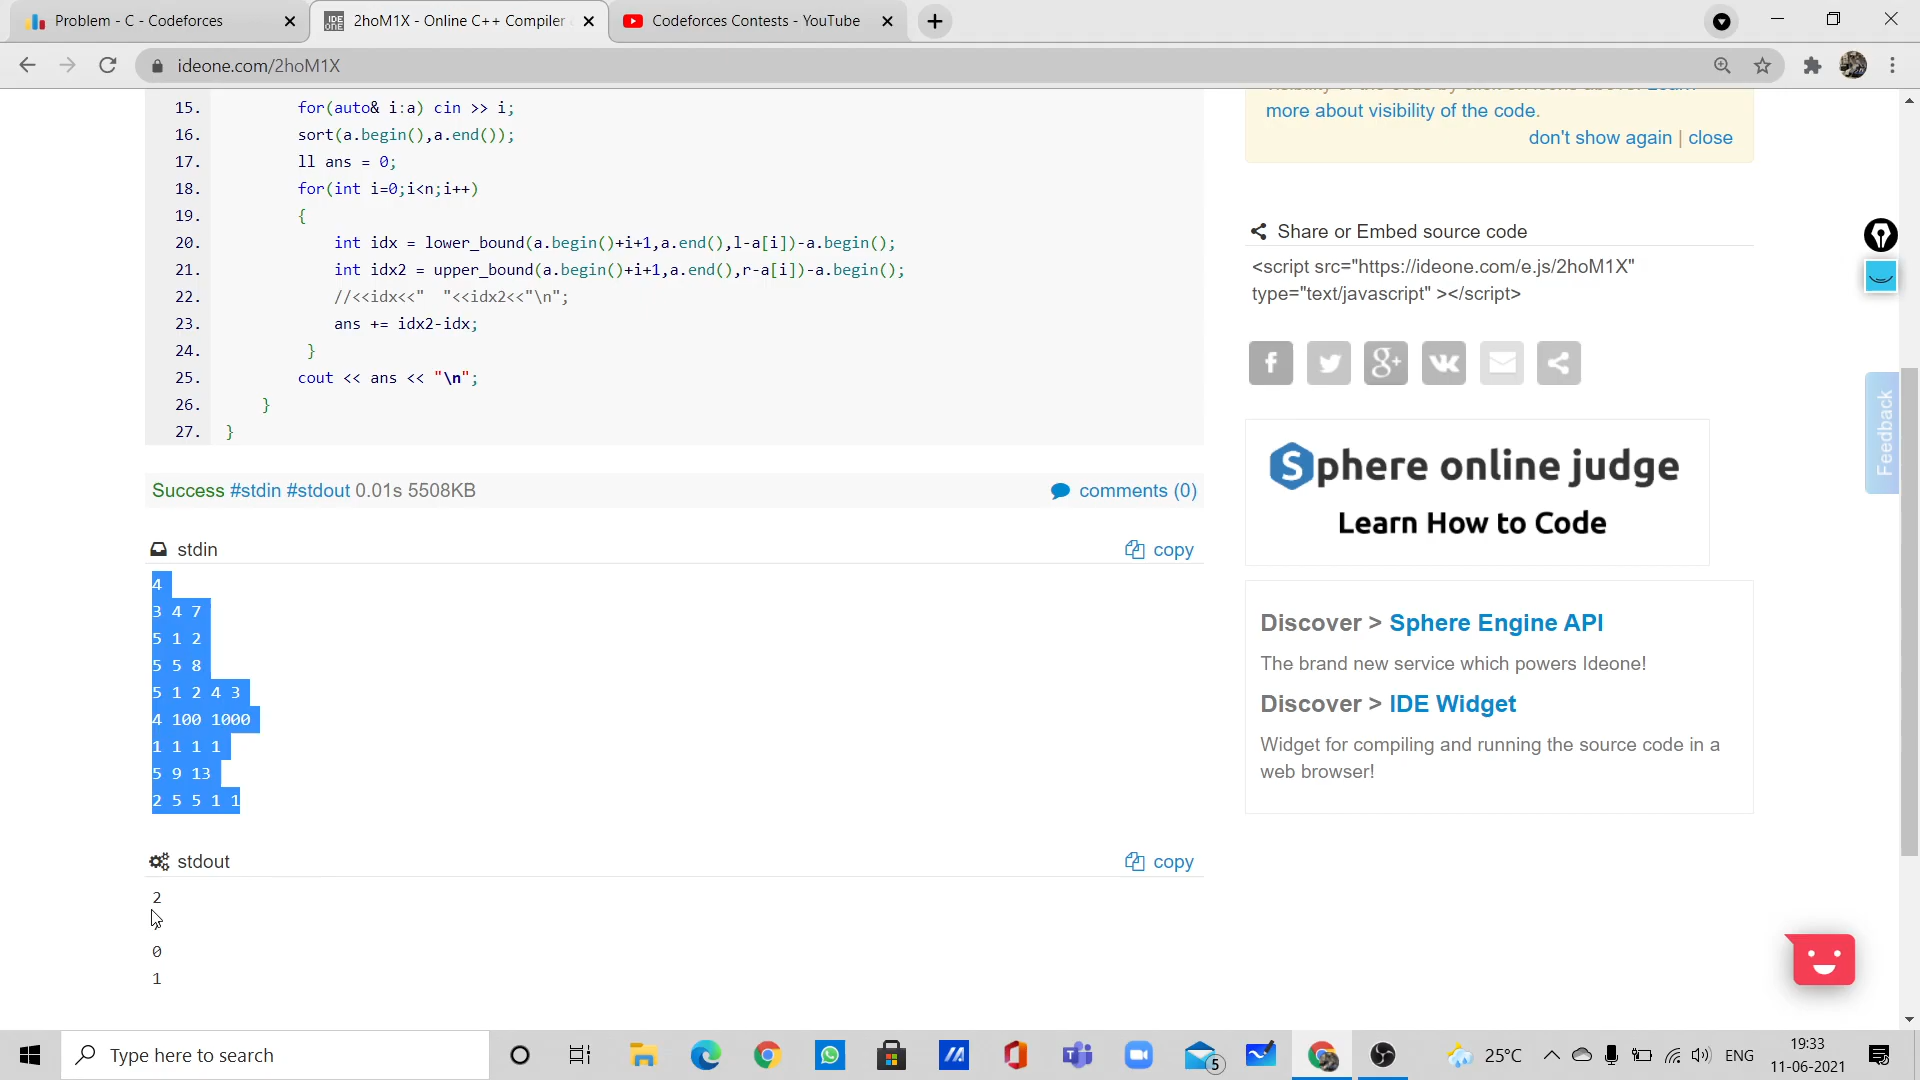 Problem - C - Codeforces
2hoM1X - Online C++ Compiler
Codeforces Contests - YouTube
ideone.com/2hoM1X
15. for(auto& i:a) cin >> i;
16. sort(a.begin(),a.end());
17. ll ans = 0;
18. for(int i=0;i<n;i++)
19. {
20. int idx = lower_bound(a.begin()+i+1,a.end(),l-a[i])-a.begin();
21. int idx2 = upper_bound(a.begin()+i+1,a.end(),r-a[i])-a.begin();
22. //<<idx<<" "<<idx2<<"\n";
23. ans += idx2-idx;
24. }
25. cout << ans << "\n";
26. }
27. }
Success #stdin #stdout 0.01s 5508KB
comments (0)
stdin
copy
4
3 4 7
5 1 2
5 5 8
5 1 2 4 3
4 100 1000
1 1 1 1
5 9 13
2 5 5 1 1
stdout
copy
2
0
1
more about visibility of the code.
don't show again | close
Share or Embed source code
<script src="https://ideone.com/e.js/2hoM1X"
type="text/javascript" ></script>
Sphere online judge
Learn How to Code
Discover > Sphere Engine API
The brand new service which powers Ideone!
Discover > IDE Widget
Widget for compiling and running the source code in a
web browser!
Feedback
Type here to search
5
25°C
ENG
19:33
11-06-2021